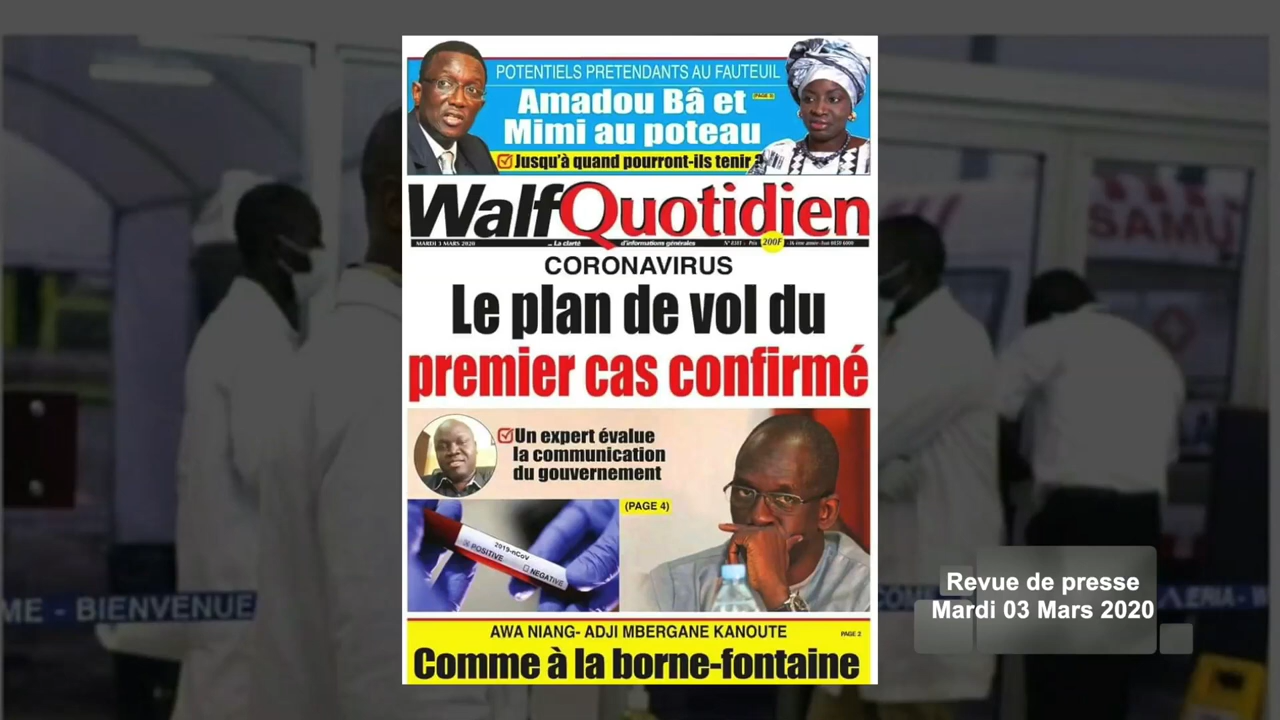 POTENTIELS PRETENDANTS AU FAUTEUIL
Amadou Bâ et
(PAGE 5)
Mimi au poteau
Jusqu'à quand pourront-ils tenir ?
WalfQuotidien
MARDI 3 MARS 2020
... La clarté d'informations générales
Prix 200F
CORONAVIRUS
Le plan de vol du
premier cas confirmé
Un expert évalue
la communication
du gouvernement
(PAGE 4)
2019-nCoV
POSITIVE
NEGATIVE
AWA NIANG- ADJI MBERGANE KANOUTE
PAGE 2
Comme à la borne-fontaine
SAMU
OME - BIENVENUE
Revue de presse
Mardi 03 Mars 2020